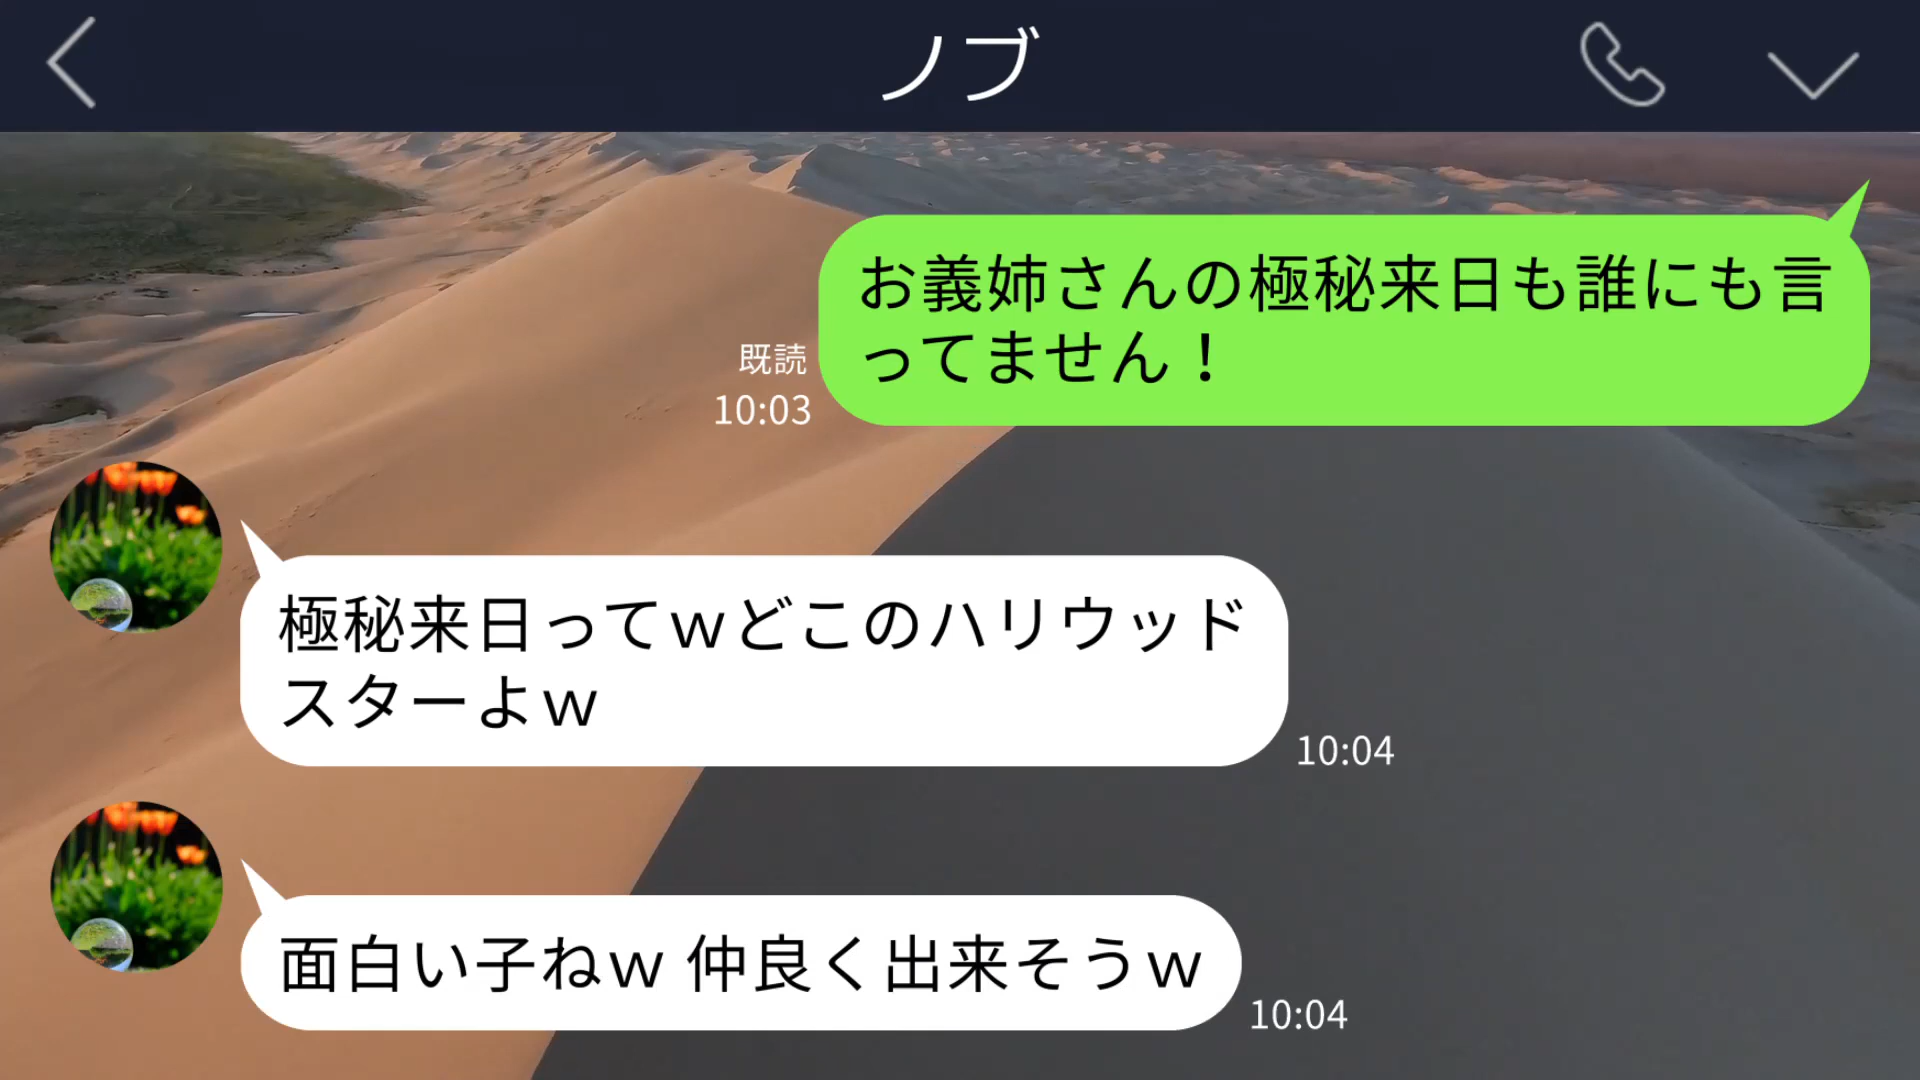 ノブ
お義姉さんの極秘来日も誰にも言
ってません！
既読
10:03
極秘来日ってｗどこのハリウッド
スターよｗ
10:04
面白い子ねｗ 仲良く出来そうｗ
10:04